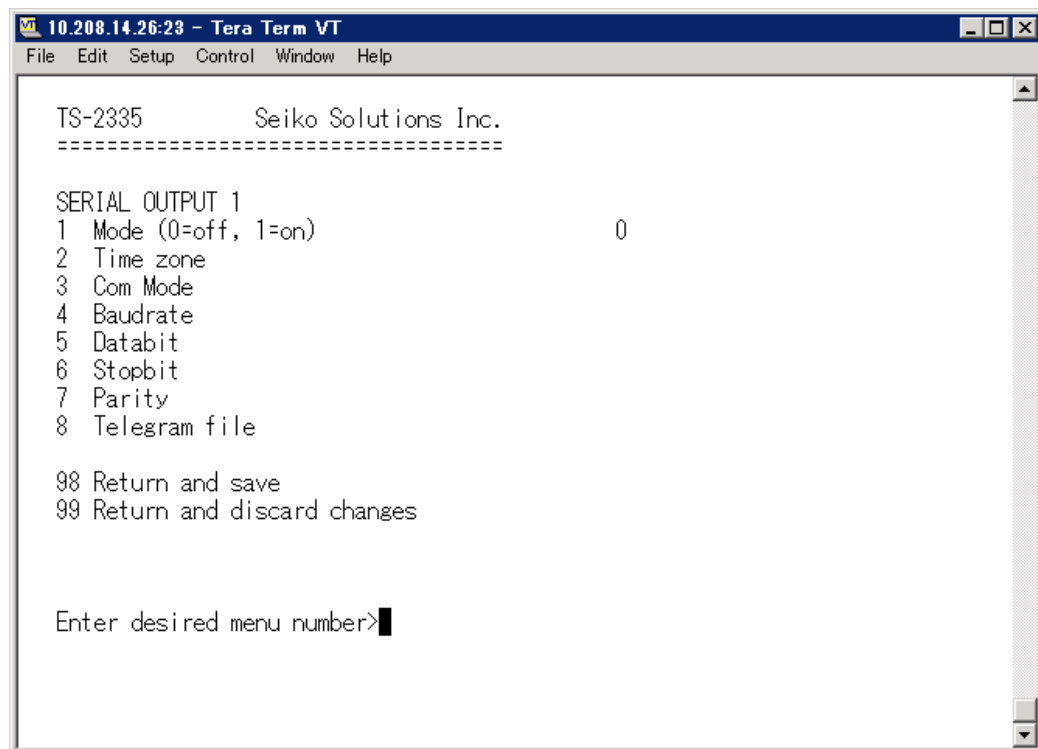 10.208.14.26:23 - Tera Term VT
File Edit Setup Control Window Help
TS-2335 Seiko Solutions Inc.
====================================
SERIAL OUTPUT 1
1 Mode (0=off, 1=on) 0
2 Time zone
3 Com Mode
4 Baudrate
5 Databit
6 Stopbit
7 Parity
8 Telegram file
98 Return and save
99 Return and discard changes
Enter desired menu number>